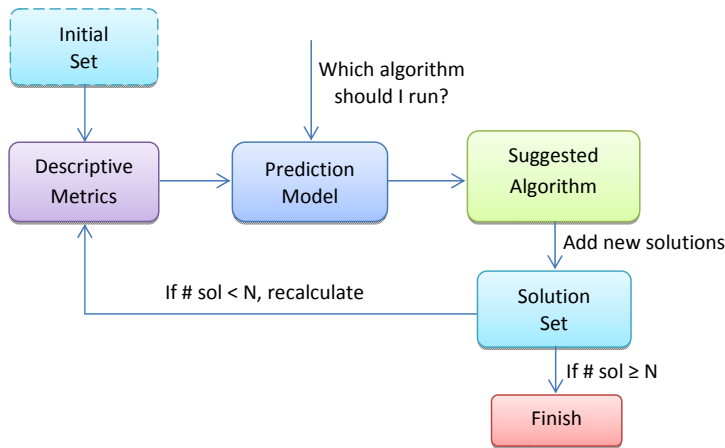 Initial
Set
Which algorithm
should I run?
Descriptive
Metrics
Prediction
Model
Suggested
Algorithm
Add new solutions
If # sol < N, recalculate
Solution
Set
If # sol ≥ N
Finish